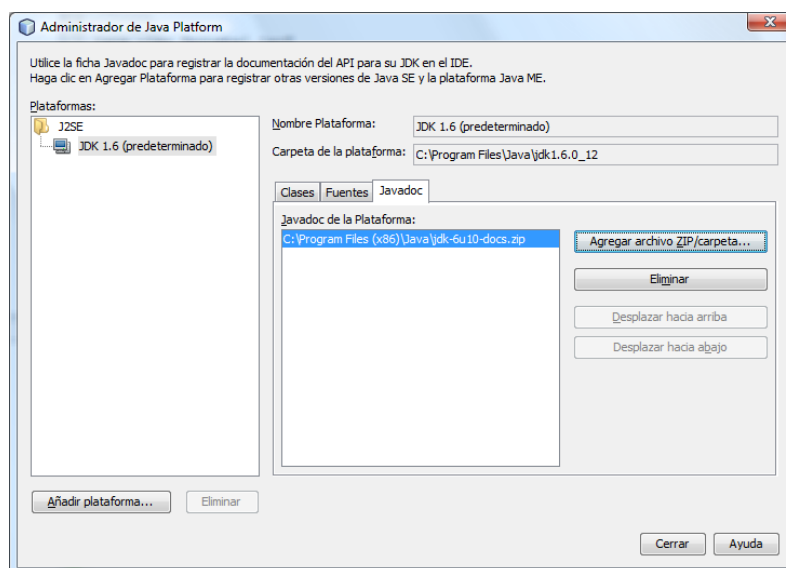 Administrador de Java Platform
Utilice la ficha Javadoc para registrar la documentación del API para su JDK en el IDE.
Haga clic en Agregar Plataforma para registrar otras versiones de Java SE y la plataforma Java ME.
Plataformas:
J2SE
JDK 1.6 (predeterminado)
Nombre Plataforma:
JDK 1.6 (predeterminado)
Carpeta de la plataforma:
C:\Program Files\Java\jdk1.6.0_12
Clases
Fuentes
Javadoc
Javadoc de la Plataforma:
C:\Program Files (x86)\Java\jdk-6u10-docs.zip
Agregar archivo ZIP/carpeta...
Eliminar
Desplazar hacia arriba
Desplazar hacia abajo
Añadir plataforma...
Eliminar
Cerrar
Ayuda